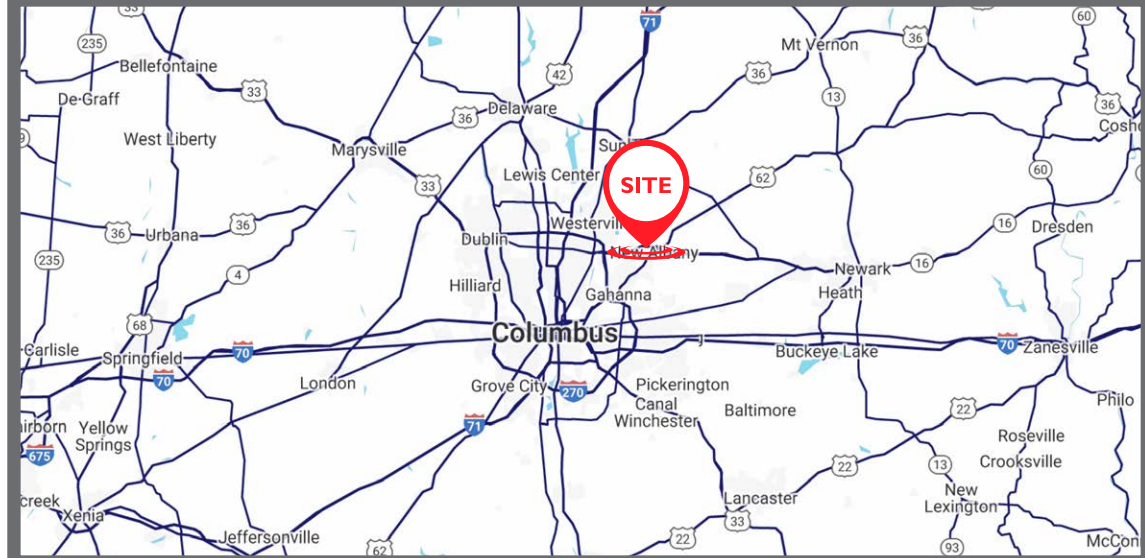 33
71
60
235
36
Mt Vernon
Bellefontaine
42
36
33
De-Graff
13
36
Delaware
36
West Liberty
Marysville
SITE
60
Lewis Center
33
62
Westervill
16
36
36
Urbana
Dresden
Dublin
New Albany
235
16
4
Newark
Hilliard
Gahanna
Heath
68
Columbus
Carlisle
Springfield
70
70
Buckeye Lake
Zanesville
70
London
Grove City
270
Pickerington
Canal
Winchester
Baltimore
22
Philo
71
Yellow
Springs
Roseville
675
Crooksville
22
13
New
Lexington
creek
Xenia
Lancaster
33
Jeffersonville
22
62
93
McCon